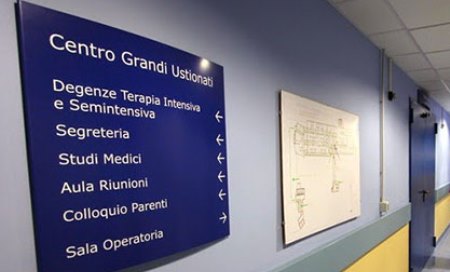 Centro Grandi Ustionati
Degenze Terapia Intensiva
e Semintensiva
←
Segreteria
←
Studi Medici
←
Aula Riunioni
←
Colloquio Parenti
←
Sala Operatoria
→